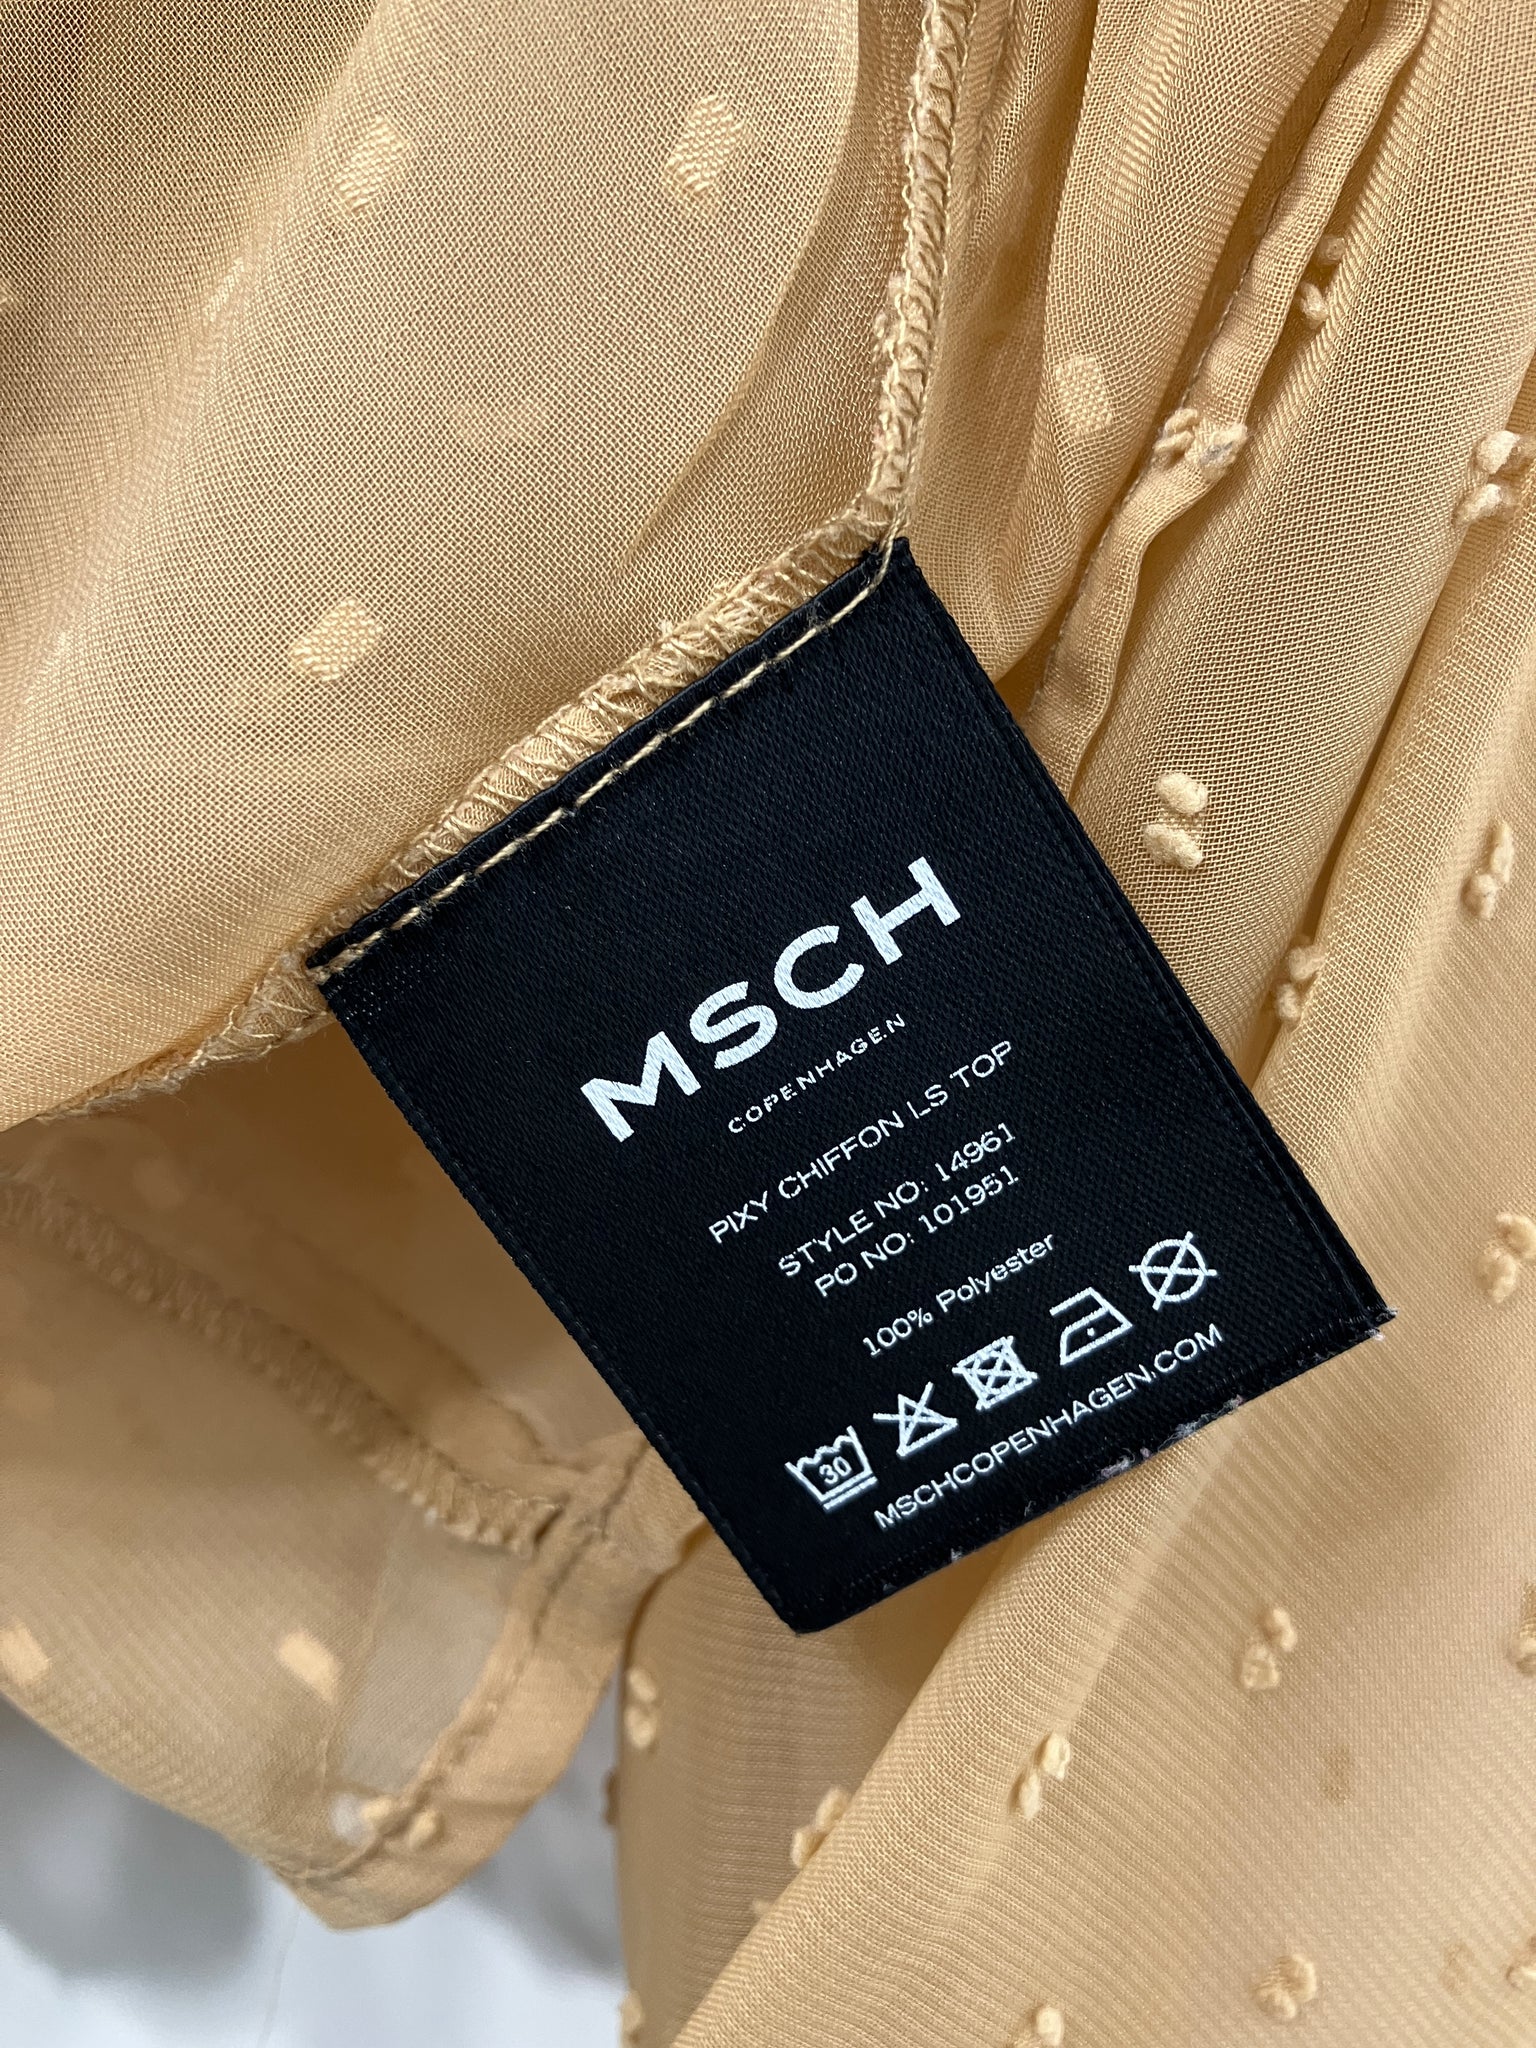 MSCH
COPENHAGEN
PIXY CHIFFON LS TOP
STYLE NO: 14961
PO NO: 101951
100% Polyester
30
MSCHCOPENHAGEN.COM